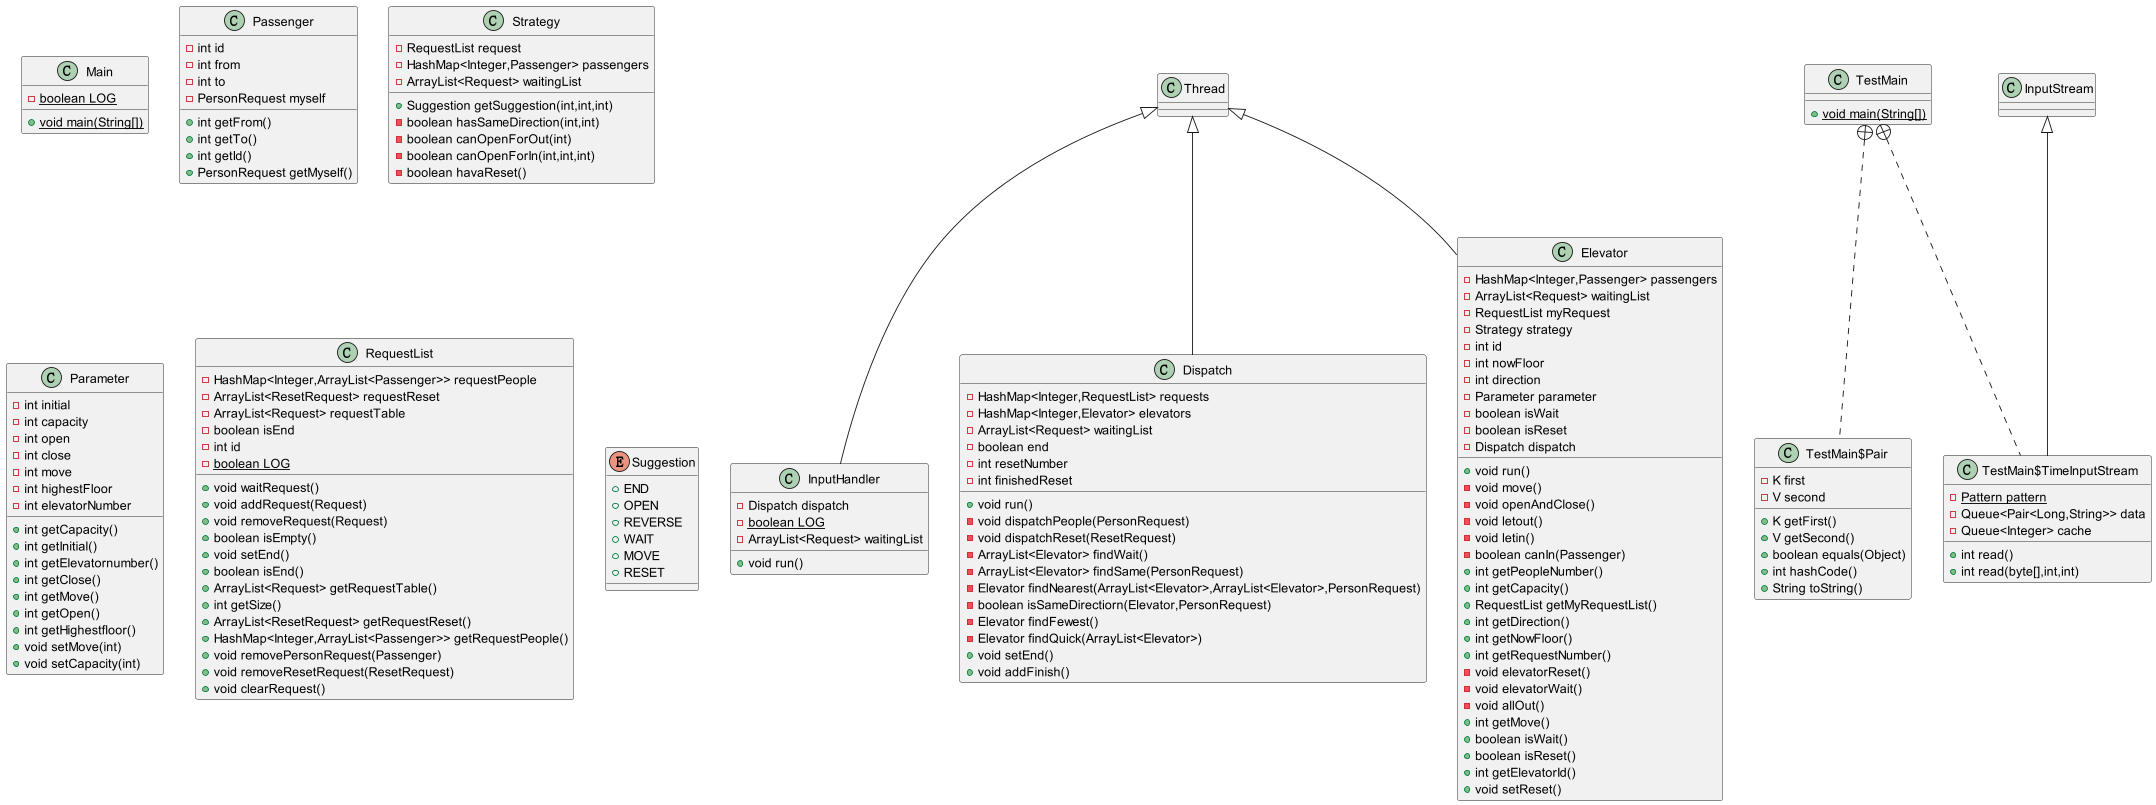 C Main
boolean LOG
void main(String[])
C Passenger
int id
int from
int to
PersonRequest myself
int getFrom()
int getTo()
int getId()
PersonRequest getMyself()
C Strategy
RequestList request
HashMap<Integer,Passenger> passengers
ArrayList<Request> waitingList
Suggestion getSuggestion(int,int,int)
boolean hasSameDirection(int,int)
boolean canOpenForOut(int)
boolean canOpenForIn(int,int,int)
boolean havaReset()
C Thread
C TestMain
void main(String[])
C InputStream
C Parameter
int initial
int capacity
int open
int close
int move
int highestFloor
int elevatorNumber
int getCapacity()
int getInitial()
int getElevatornumber()
int getClose()
int getMove()
int getOpen()
int getHighestfloor()
void setMove(int)
void setCapacity(int)
C RequestList
HashMap<Integer,ArrayList<Passenger>> requestPeople
ArrayList<ResetRequest> requestReset
ArrayList<Request> requestTable
boolean isEnd
int id
boolean LOG
void waitRequest()
void addRequest(Request)
void removeRequest(Request)
boolean isEmpty()
void setEnd()
boolean isEnd()
ArrayList<Request> getRequestTable()
int getSize()
ArrayList<ResetRequest> getRequestReset()
HashMap<Integer,ArrayList<Passenger>> getRequestPeople()
void removePersonRequest(Passenger)
void removeResetRequest(ResetRequest)
void clearRequest()
E Suggestion
END
OPEN
REVERSE
WAIT
MOVE
RESET
C InputHandler
Dispatch dispatch
boolean LOG
ArrayList<Request> waitingList
void run()
C Dispatch
HashMap<Integer,RequestList> requests
HashMap<Integer,Elevator> elevators
ArrayList<Request> waitingList
boolean end
int resetNumber
int finishedReset
void run()
void dispatchPeople(PersonRequest)
void dispatchReset(ResetRequest)
ArrayList<Elevator> findWait()
ArrayList<Elevator> findSame(PersonRequest)
Elevator findNearest(ArrayList<Elevator>,ArrayList<Elevator>,PersonRequest)
boolean isSameDirectiorn(Elevator,PersonRequest)
Elevator findFewest()
Elevator findQuick(ArrayList<Elevator>)
void setEnd()
void addFinish()
C Elevator
HashMap<Integer,Passenger> passengers
ArrayList<Request> waitingList
RequestList myRequest
Strategy strategy
int id
int nowFloor
int direction
Parameter parameter
boolean isWait
boolean isReset
Dispatch dispatch
void run()
void move()
void openAndClose()
void letout()
void letin()
boolean canIn(Passenger)
int getPeopleNumber()
int getCapacity()
RequestList getMyRequestList()
int getDirection()
int getNowFloor()
int getRequestNumber()
void elevatorReset()
void elevatorWait()
void allOut()
int getMove()
boolean isWait()
boolean isReset()
int getElevatorId()
void setReset()
C TestMain$Pair
K first
V second
K getFirst()
V getSecond()
boolean equals(Object)
int hashCode()
String toString()
C TestMain$TimeInputStream
Pattern pattern
Queue<Pair<Long,String>> data
Queue<Integer> cache
int read()
int read(byte[],int,int)